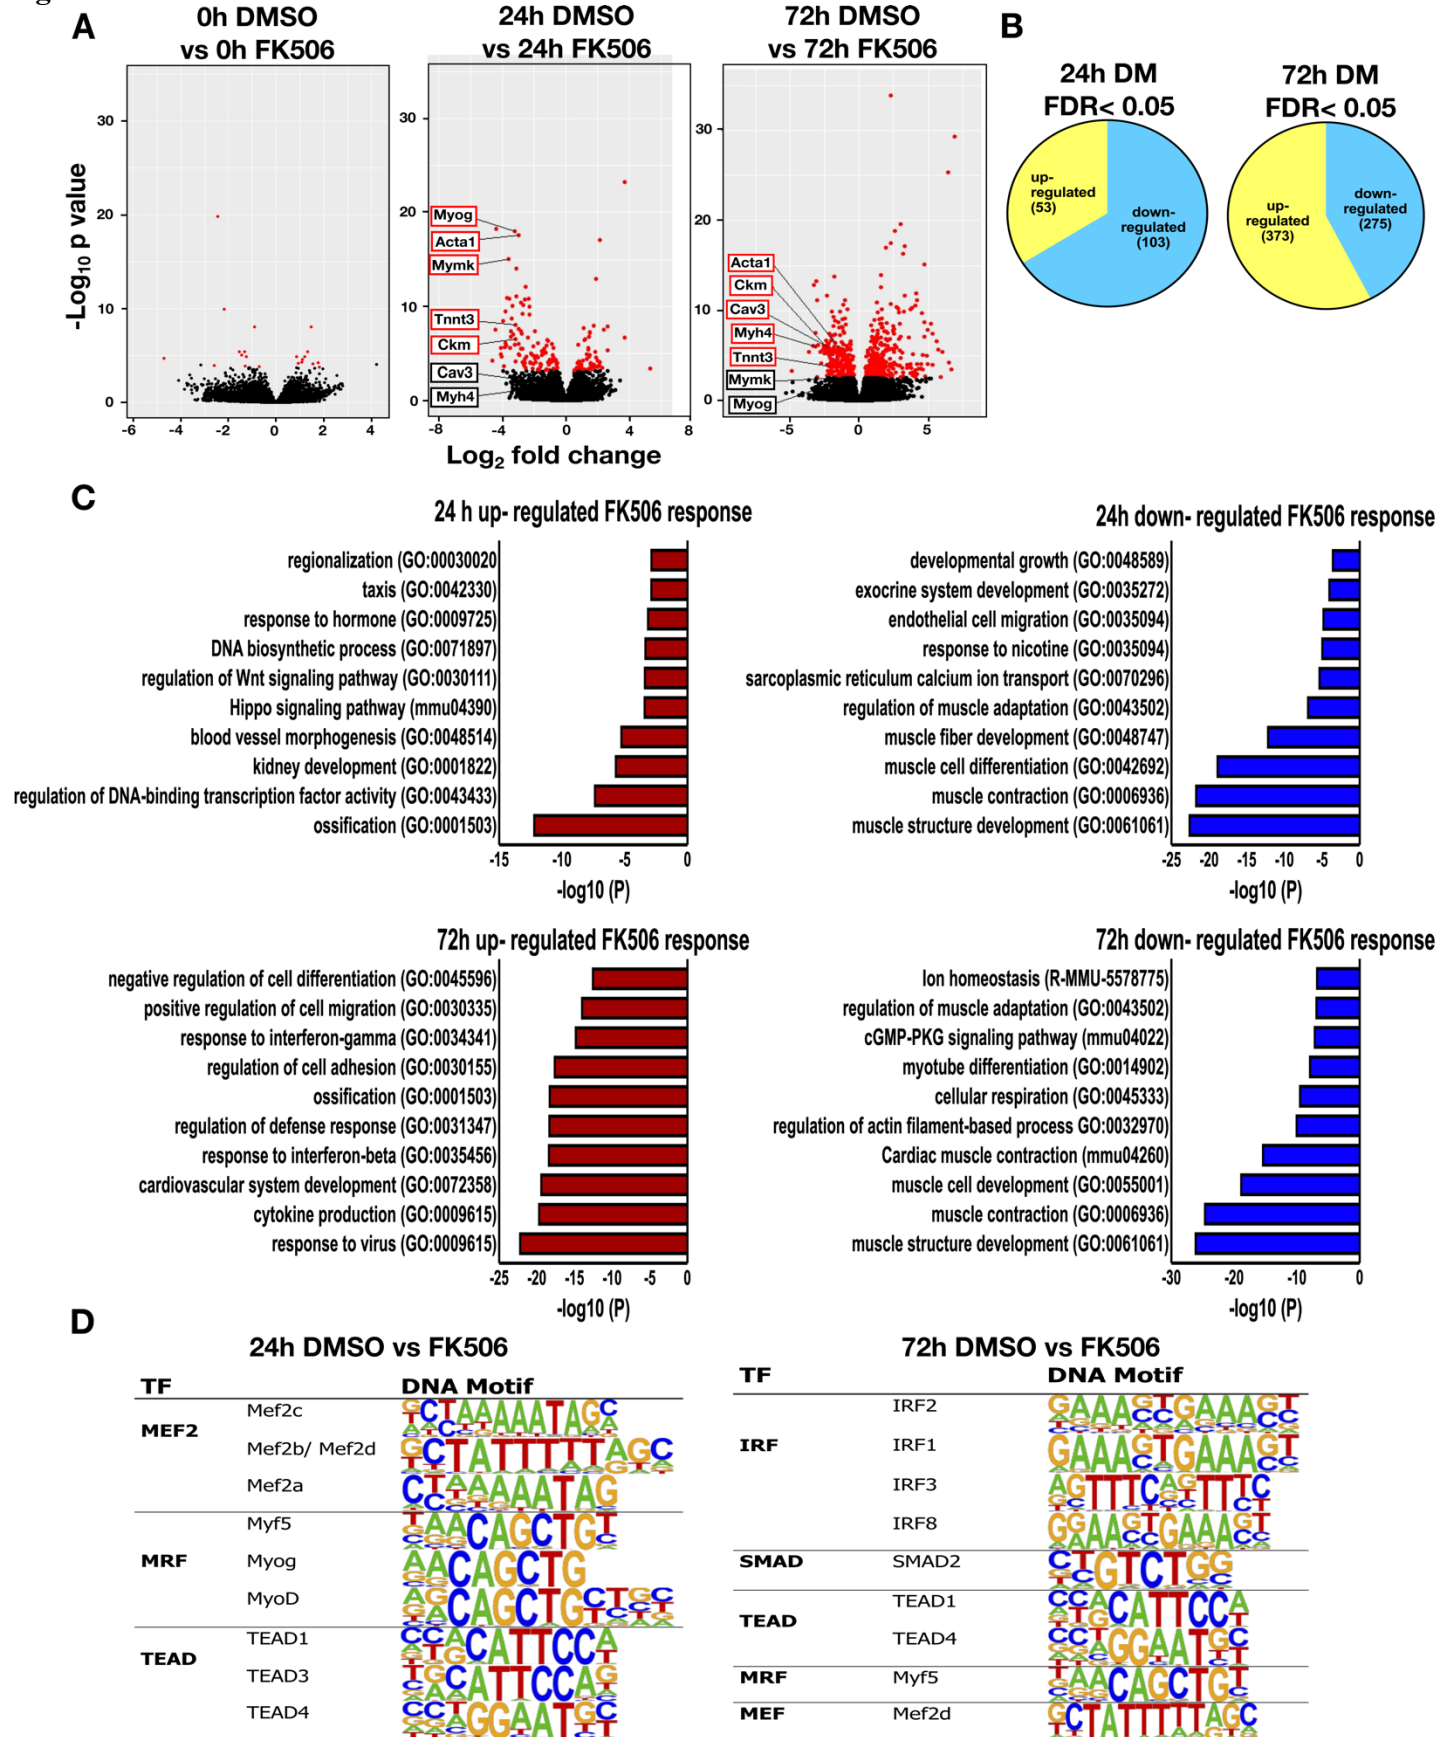 A
0h DMSO
vs 0h FK506
24h DMSO
vs 24h FK506
72h DMSO
vs 72h FK506
-Log10 p value
30
20
10
0
-6 -4 -2 0 2 4
30
20
10
0
Myog
Acta1
Mymk
Tnnt3
Ckm
Cav3
Myh4
-8 -4 0 4 8
30
20
10
0
Acta1
Ckm
Cav3
Myh4
Tnnt3
Mymk
Myog
-5 0 5
Log2 fold change
B
24h DM
FDR< 0.05
up-
regulated
(53)
down-
regulated
(103)
72h DM
FDR< 0.05
up-
regulated
(373)
down-
regulated
(275)
C
24 h up- regulated FK506 response
regionalization (GO:00030020
taxis (GO:0042330)
response to hormone (GO:0009725)
DNA biosynthetic process (GO:0071897)
regulation of Wnt signaling pathway (GO:0030111)
Hippo signaling pathway (mmu04390)
blood vessel morphogenesis (GO:0048514)
kidney development (GO:0001822)
regulation of DNA-binding transcription factor activity (GO:0043433)
ossification (GO:0001503)
-15 -10 -5 0
-log10 (P)
24h down- regulated FK506 response
developmental growth (GO:0048589)
exocrine system development (GO:0035272)
endothelial cell migration (GO:0035094)
response to nicotine (GO:0035094)
sarcoplasmic reticulum calcium ion transport (GO:0070296)
regulation of muscle adaptation (GO:0043502)
muscle fiber development (GO:0048747)
muscle cell differentiation (GO:0042692)
muscle contraction (GO:0006936)
muscle structure development (GO:0061061)
-25 -20 -15 -10 -5 0
-log10 (P)
72h up- regulated FK506 response
negative regulation of cell differentiation (GO:0045596)
positive regulation of cell migration (GO:0030335)
response to interferon-gamma (GO:0034341)
regulation of cell adhesion (GO:0030155)
ossification (GO:0001503)
regulation of defense response (GO:0031347)
response to interferon-beta (GO:0035456)
cardiovascular system development (GO:0072358)
cytokine production (GO:0009615)
response to virus (GO:0009615)
-25 -20 -15 -10 -5 0
-log10 (P)
72h down- regulated FK506 response
Ion homeostasis (R-MMU-5578775)
regulation of muscle adaptation (GO:0043502)
cGMP-PKG signaling pathway (mmu04022)
myotube differentiation (GO:0014902)
cellular respiration (GO:0045333)
regulation of actin filament-based process GO:0032970)
Cardiac muscle contraction (mmu04260)
muscle cell development (GO:0055001)
muscle contraction (GO:0006936)
muscle structure development (GO:0061061)
-30 -20 -10 0
-log10 (P)
D
24h DMSO vs FK506
TF DNA Motif
MEF2
Mef2c
Mef2b/ Mef2d
Mef2a
MRF
Myf5
Myog
MyoD
TEAD
TEAD1
TEAD3
TEAD4
72h DMSO vs FK506
TF DNA Motif
IRF
IRF2
IRF1
IRF3
IRF8
SMAD
SMAD2
TEAD
TEAD1
TEAD4
MRF
Myf5
MEF
Mef2d